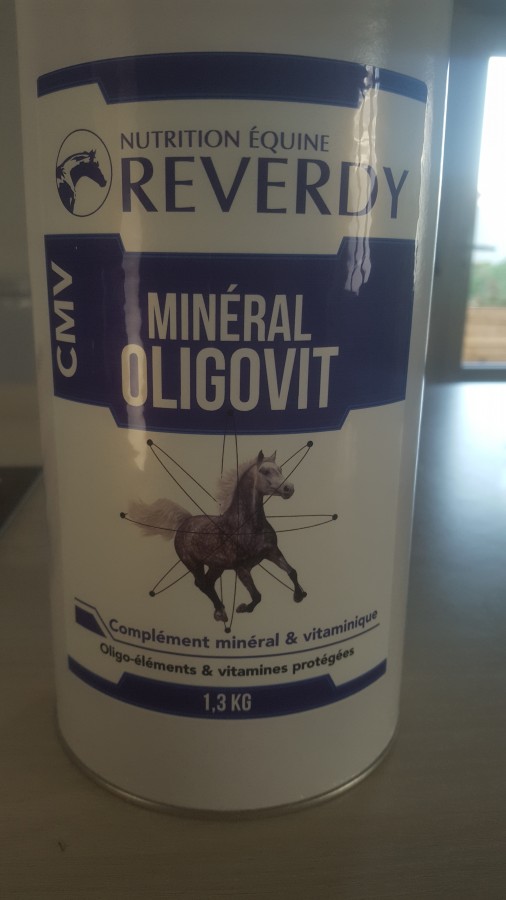 NUTRITION ÉQUINE
REVERDY
CMV
MINÉRAL
OLIGOVIT
Complément minéral & vitaminique
Oligo-éléments & vitamines protégées
1,3 KG